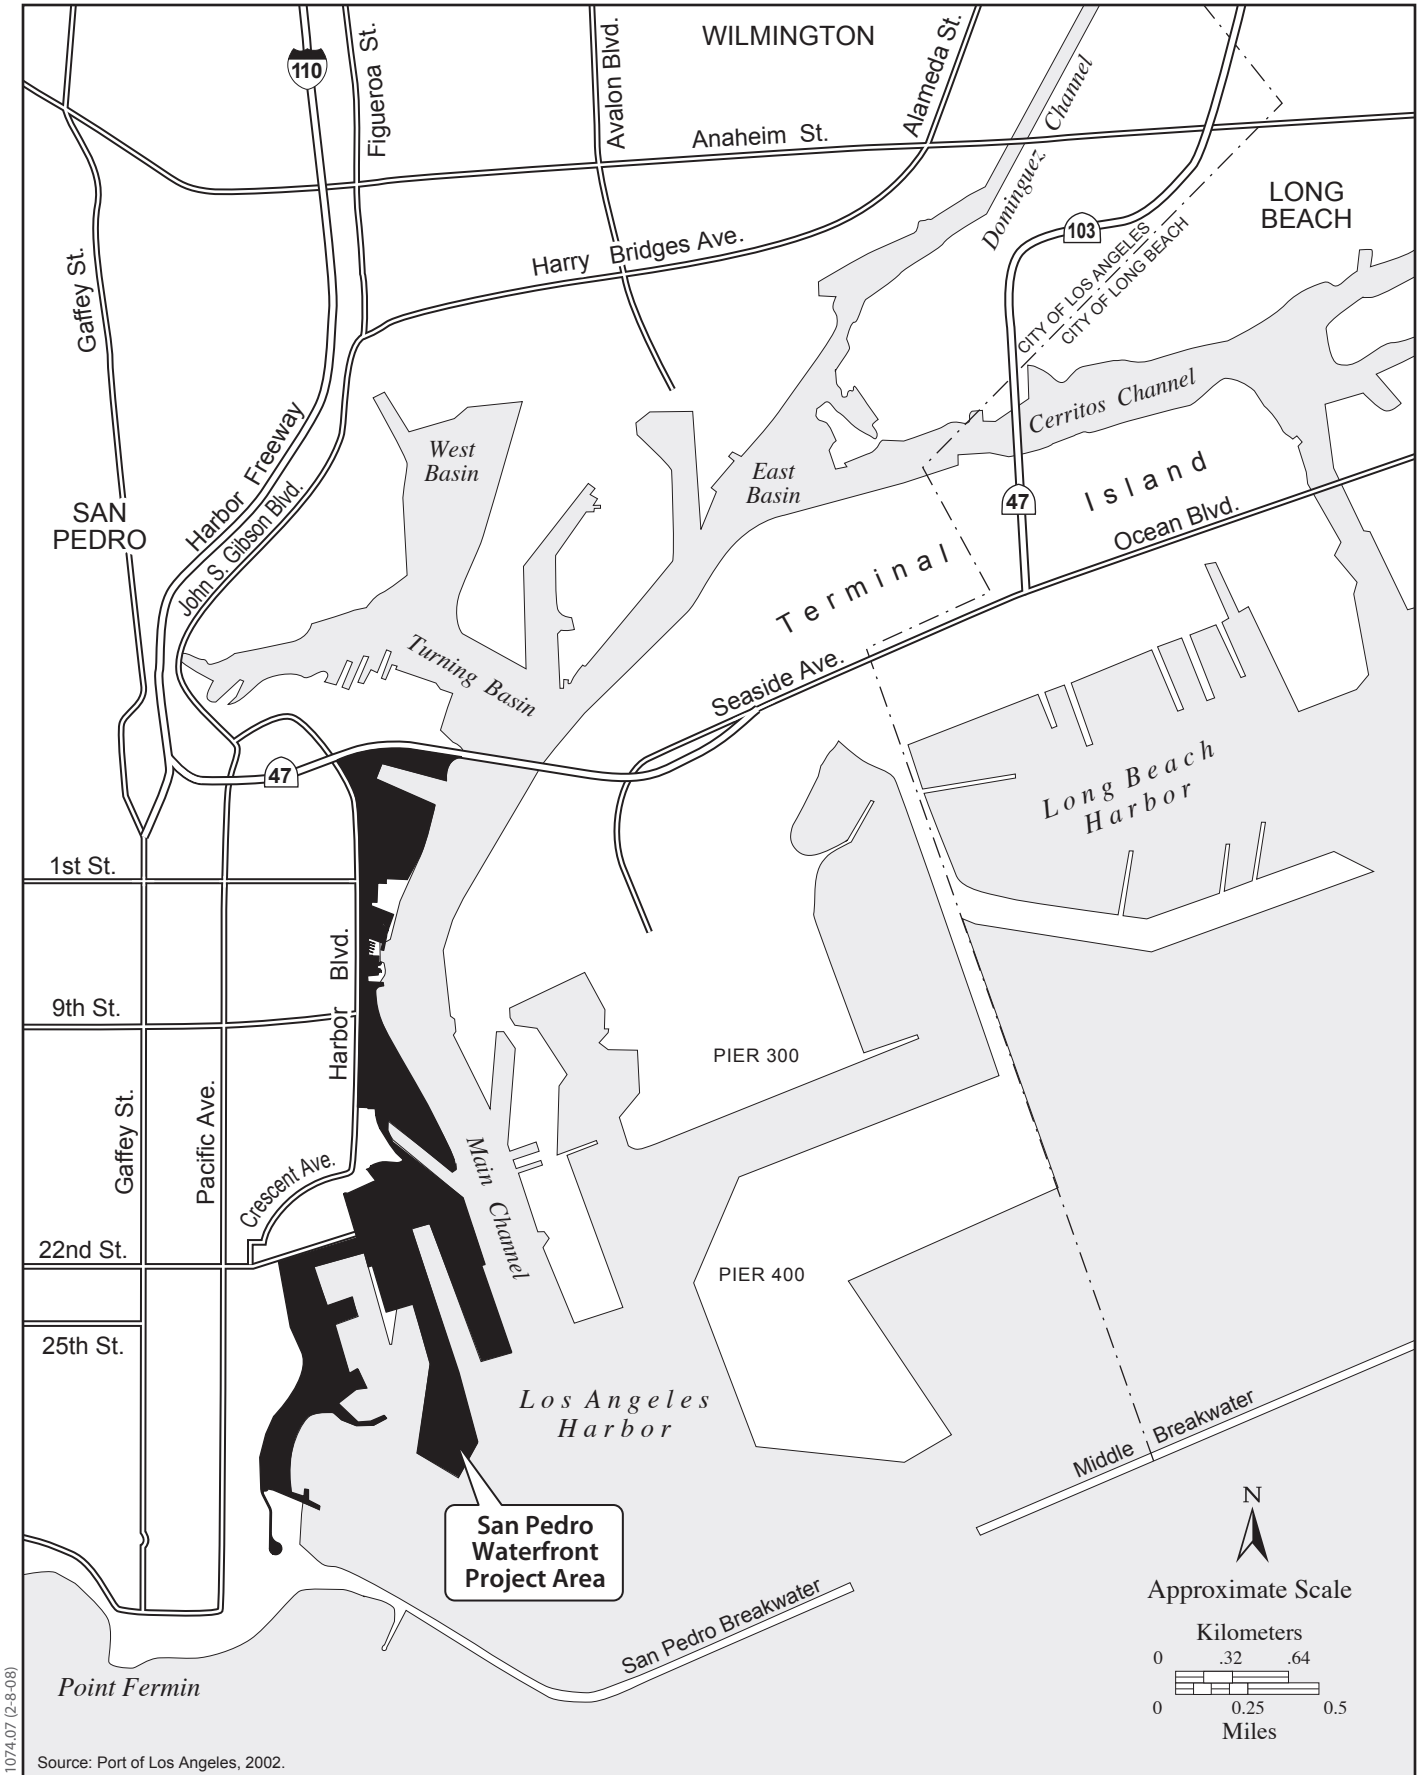 WILMINGTON
110
Figueroa St.
Avalon Blvd.
Alameda St.
Dominguez Channel
Anaheim St.
LONG
BEACH
103
Harry Bridges Ave.
CITY OF LOS ANGELES
CITY OF LONG BEACH
Gaffey St.
Cerritos Channel
West
Basin
East
Basin
Harbor Freeway
John S. Gibson Blvd.
SAN
PEDRO
47
Terminal Island
Ocean Blvd.
Turning Basin
Seaside Ave.
47
Long Beach
Harbor
1st St.
Harbor Blvd.
9th St.
PIER 300
Gaffey St.
Pacific Ave.
Crescent Ave.
Main Channel
22nd St.
PIER 400
25th St.
Los Angeles
Harbor
Middle Breakwater
San Pedro
Waterfront
Project Area
N
Approximate Scale
Kilometers
0 .32 .64
0 0.25 0.5
Miles
San Pedro Breakwater
Point Fermin
1074.07 (2-8-08)
Source: Port of Los Angeles, 2002.